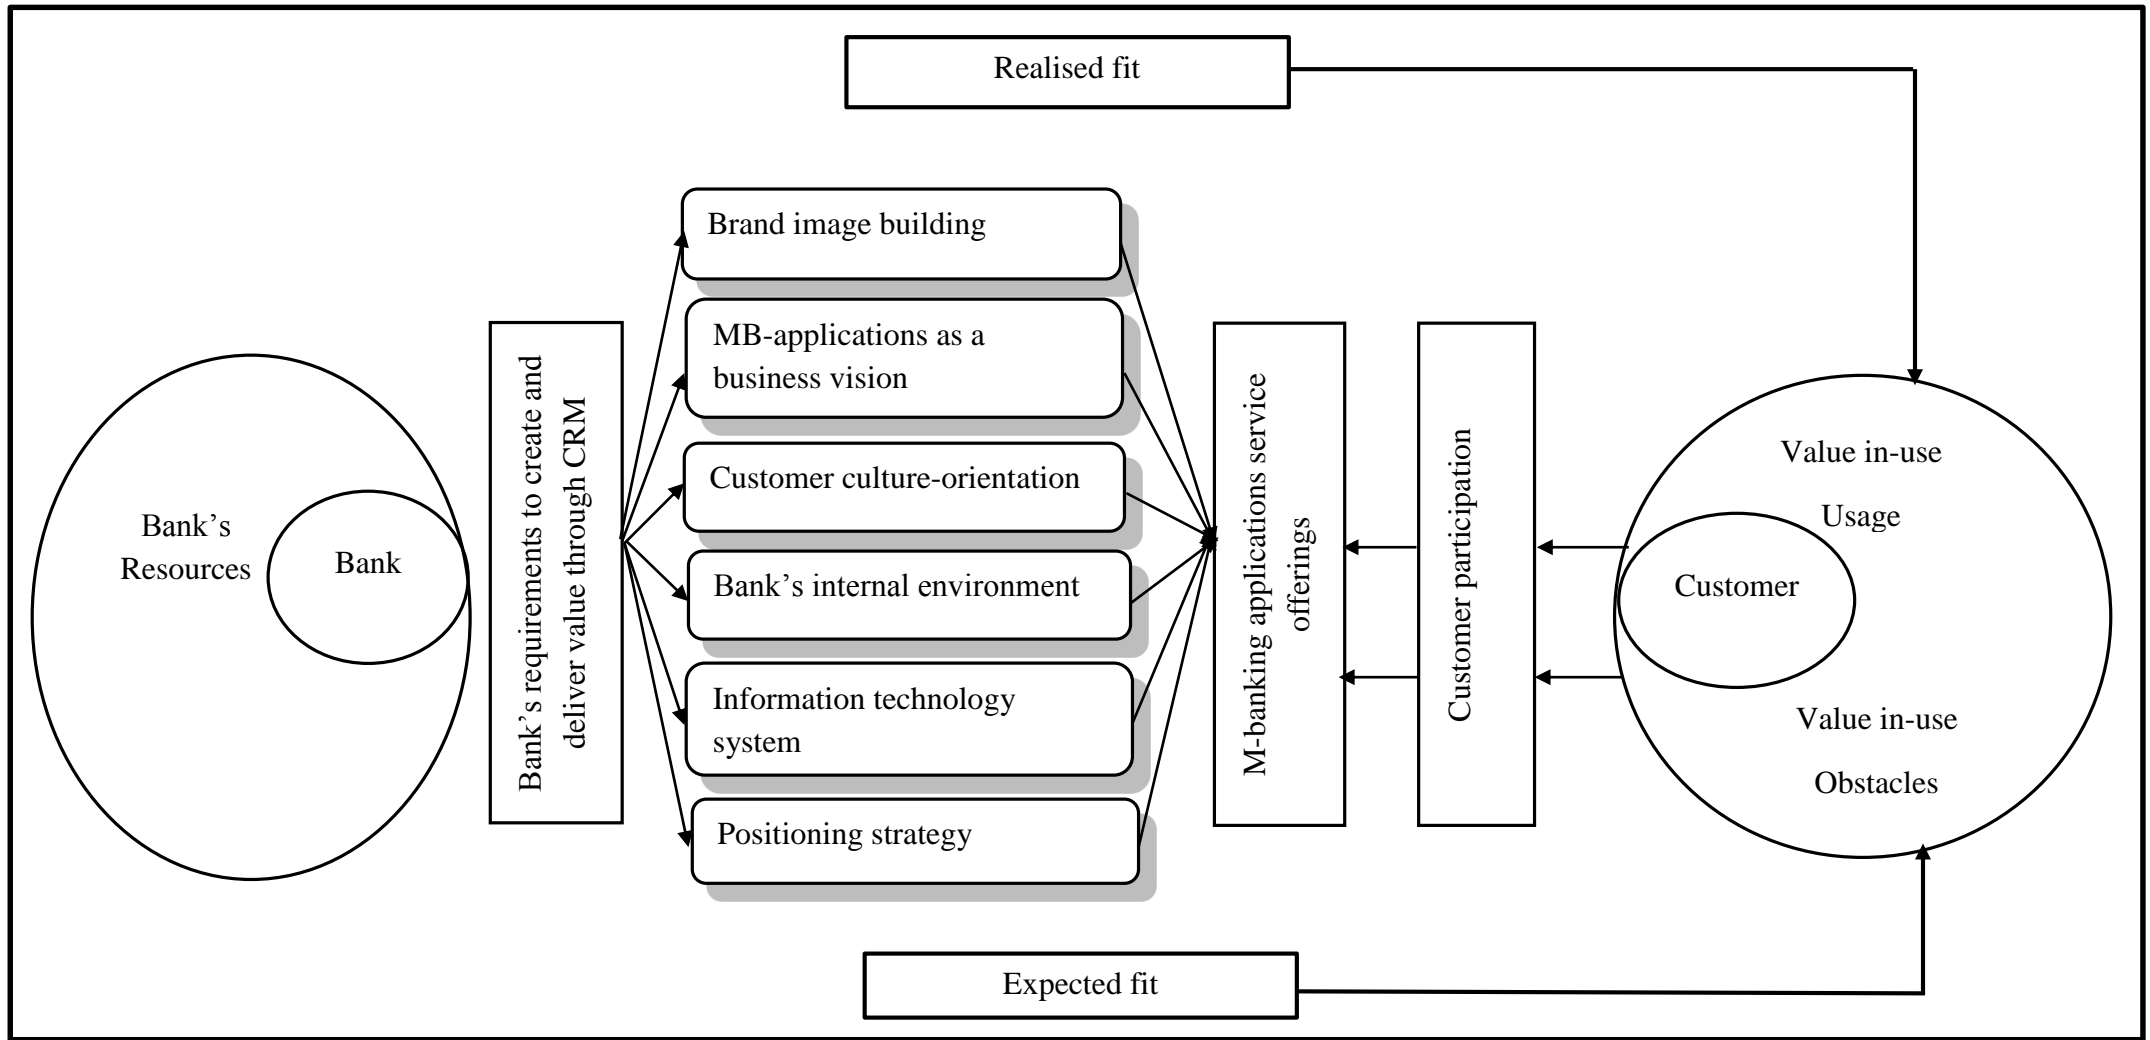 Realised fit
Brand image building
MB-applications as a
business vision
Customer culture-orientation
Bank’s internal environment
Information technology
system
Positioning strategy
Bank’s
Resources
Bank
Bank’s requirements to create and
deliver value through CRM
M-banking applications service
offerings
Customer participation
Value in-use
Usage
Customer
Value in-use
Obstacles
Expected fit